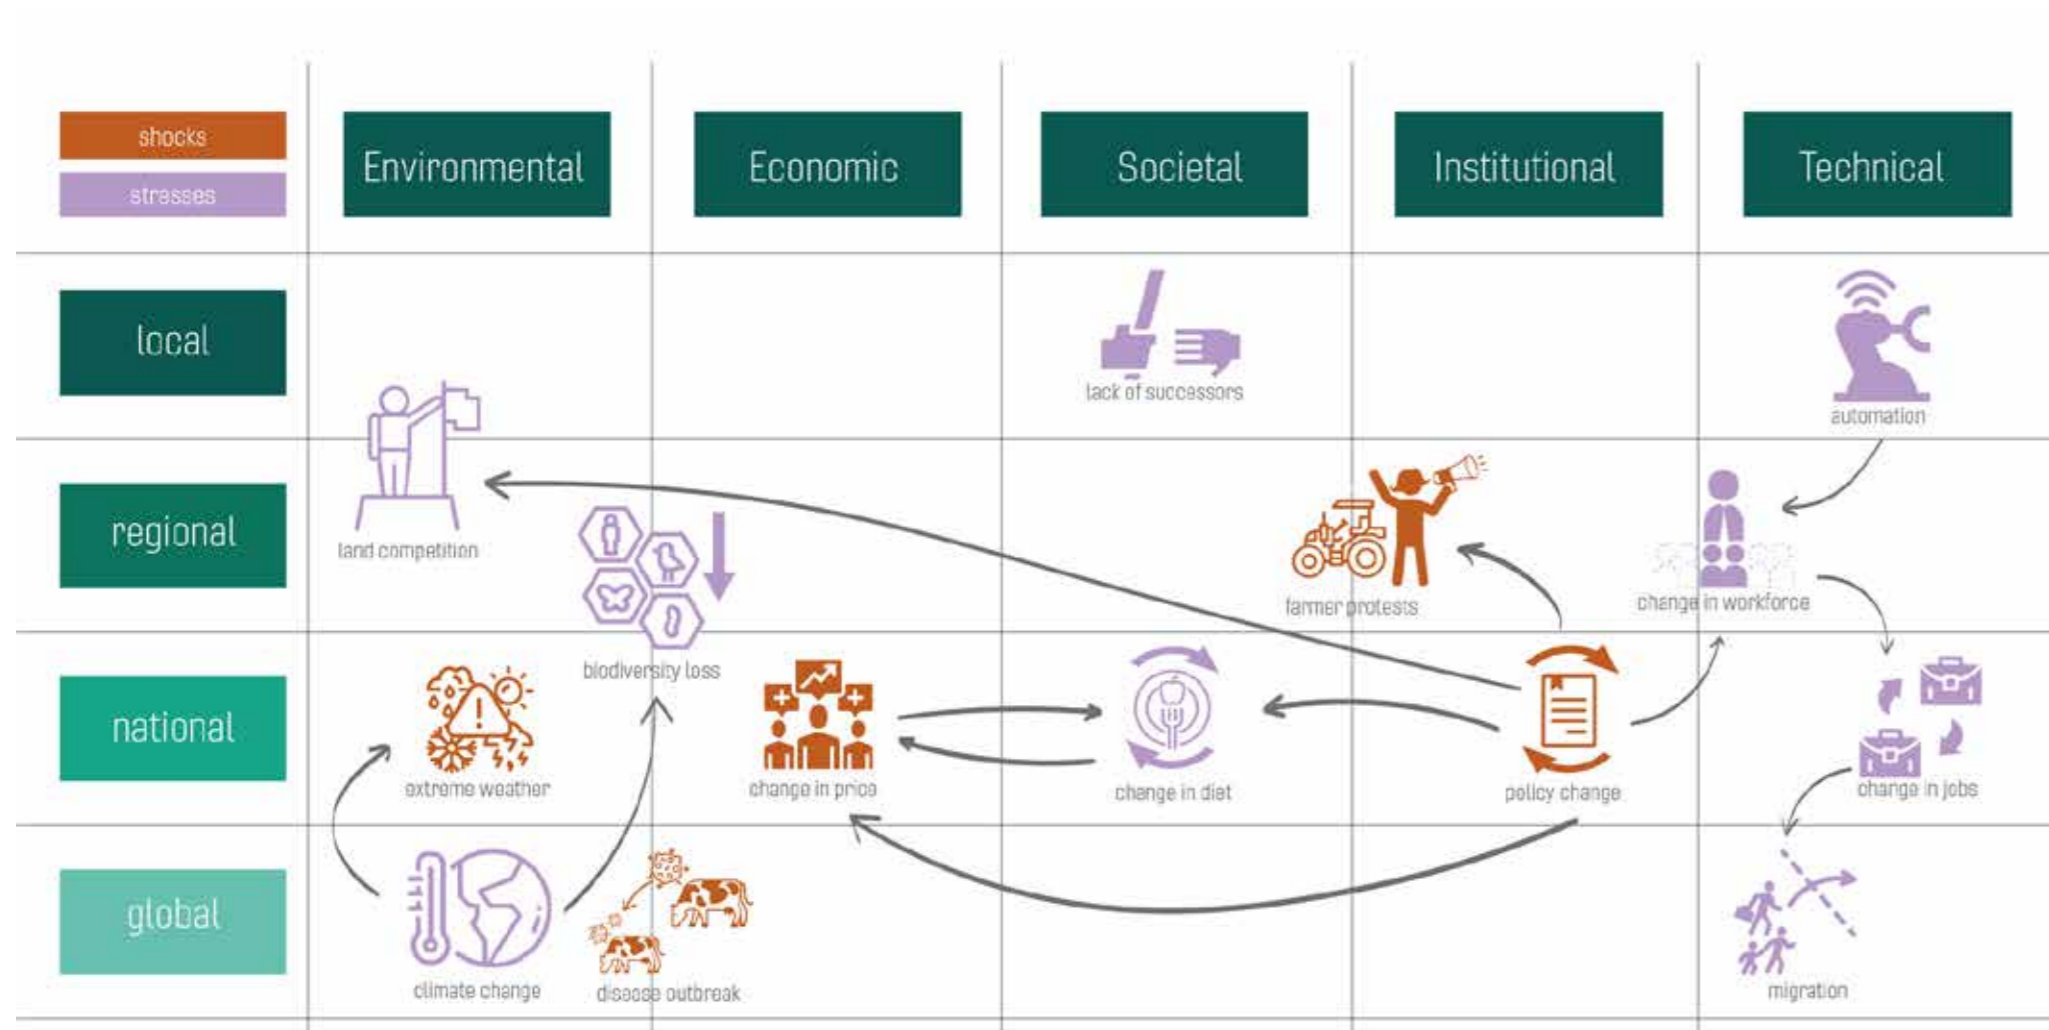 shocks
stresses
Environmental
Economic
Societal
Institutional
Technical
local
lack of successors
automation
regional
land competition
farmer protests
change in workforce
national
biodiversity loss
extreme weather
change in price
change in diet
policy change
change in jobs
global
climate change
disease outbreak
migration